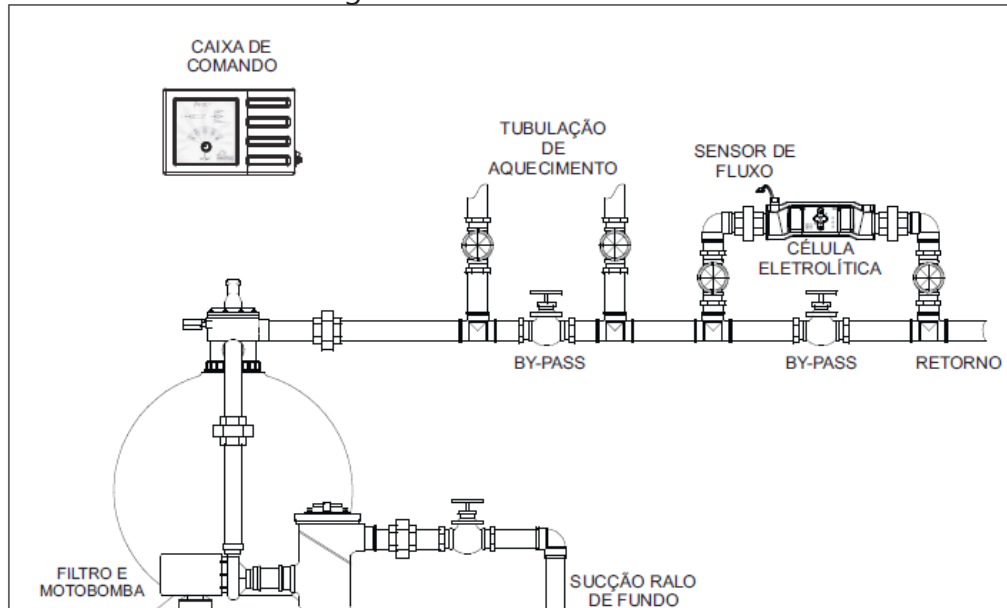 CAIXA DE
COMANDO
TUBULAÇÃO
DE
AQUECIMENTO
SENSOR DE
FLUXO
CÉLULA
ELETROLÍTICA
BY-PASS
BY-PASS
RETORNO
FILTRO E
MOTOBOMBA
SUCÇÃO RALO
DE FUNDO